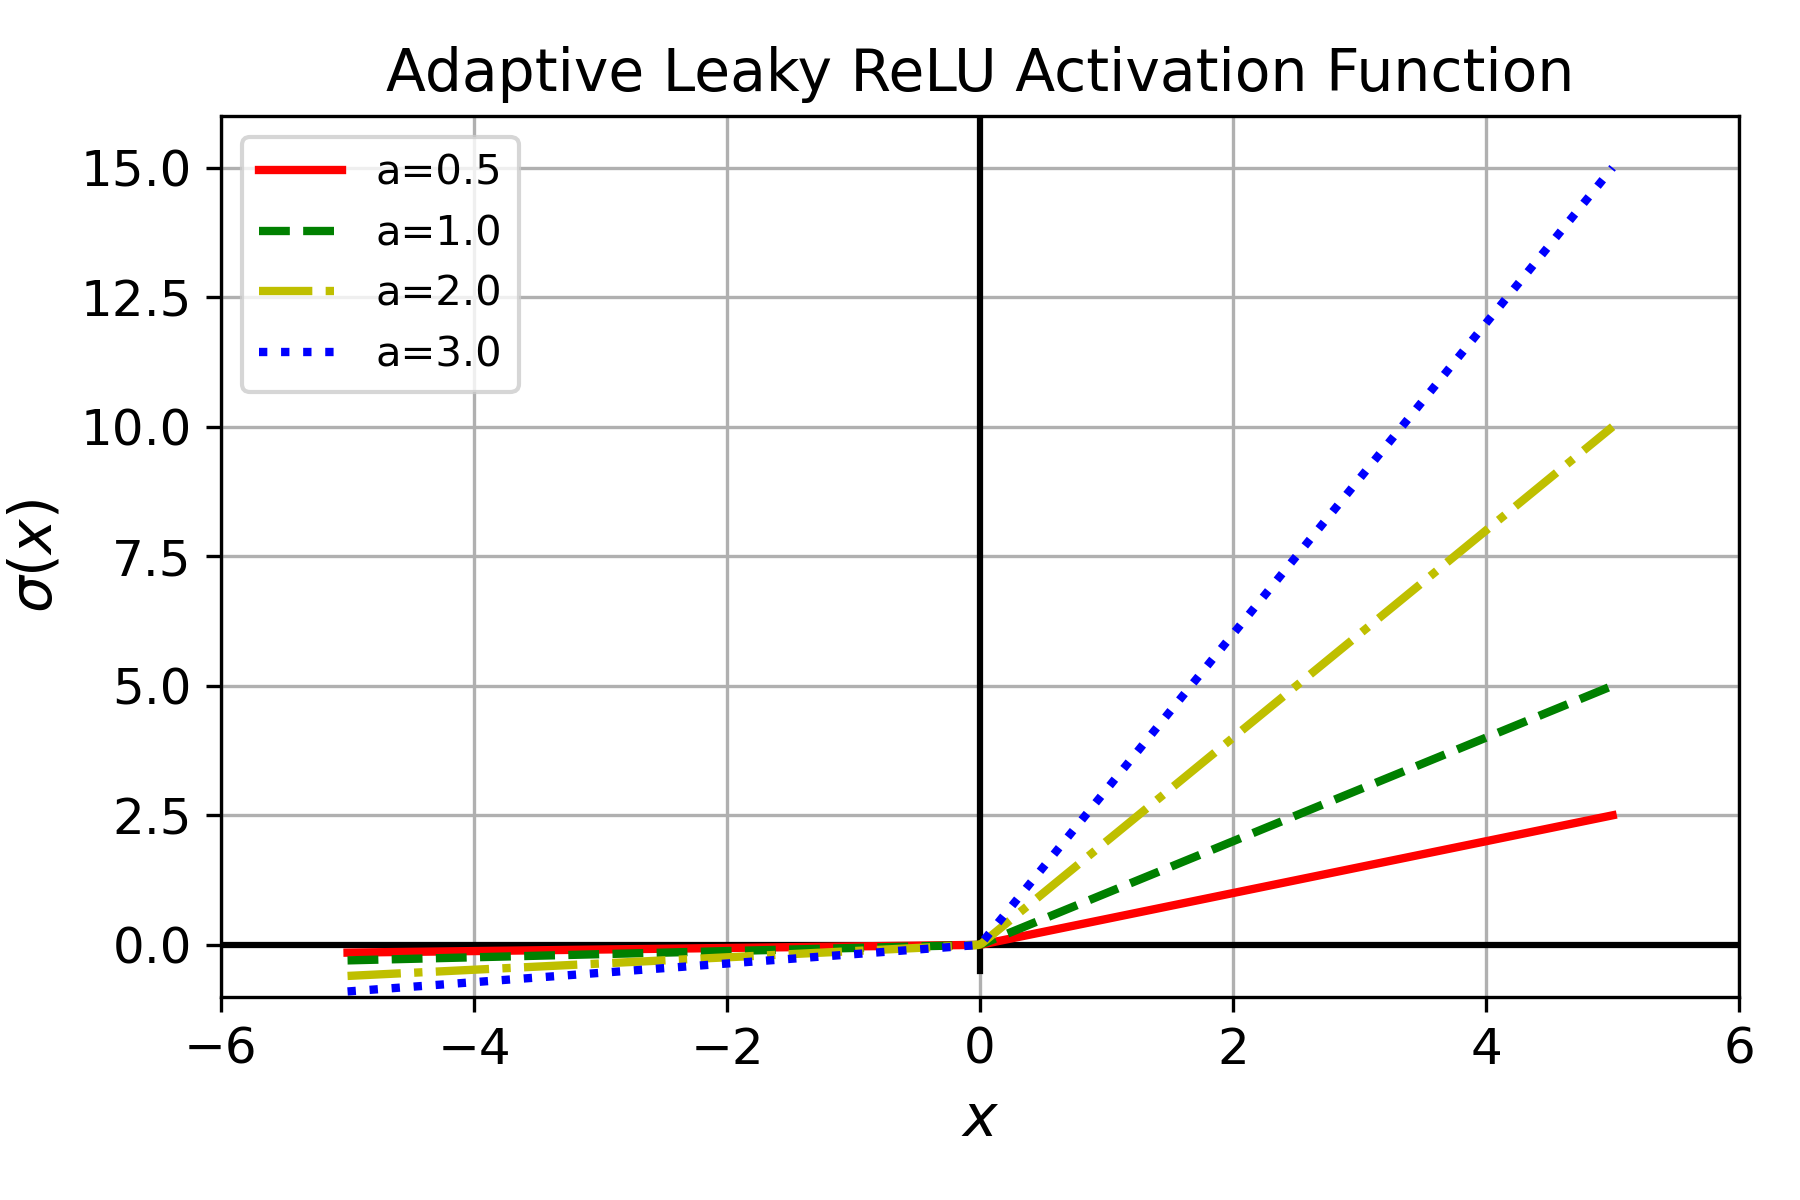 Adaptive Leaky ReLU Activation Function
15.0
12.5
10.0
7.5
5.0
2.5
0.0
σ(x)
a=0.5
a=1.0
a=2.0
a=3.0
−6 −4 −2 0 2 4 6
x